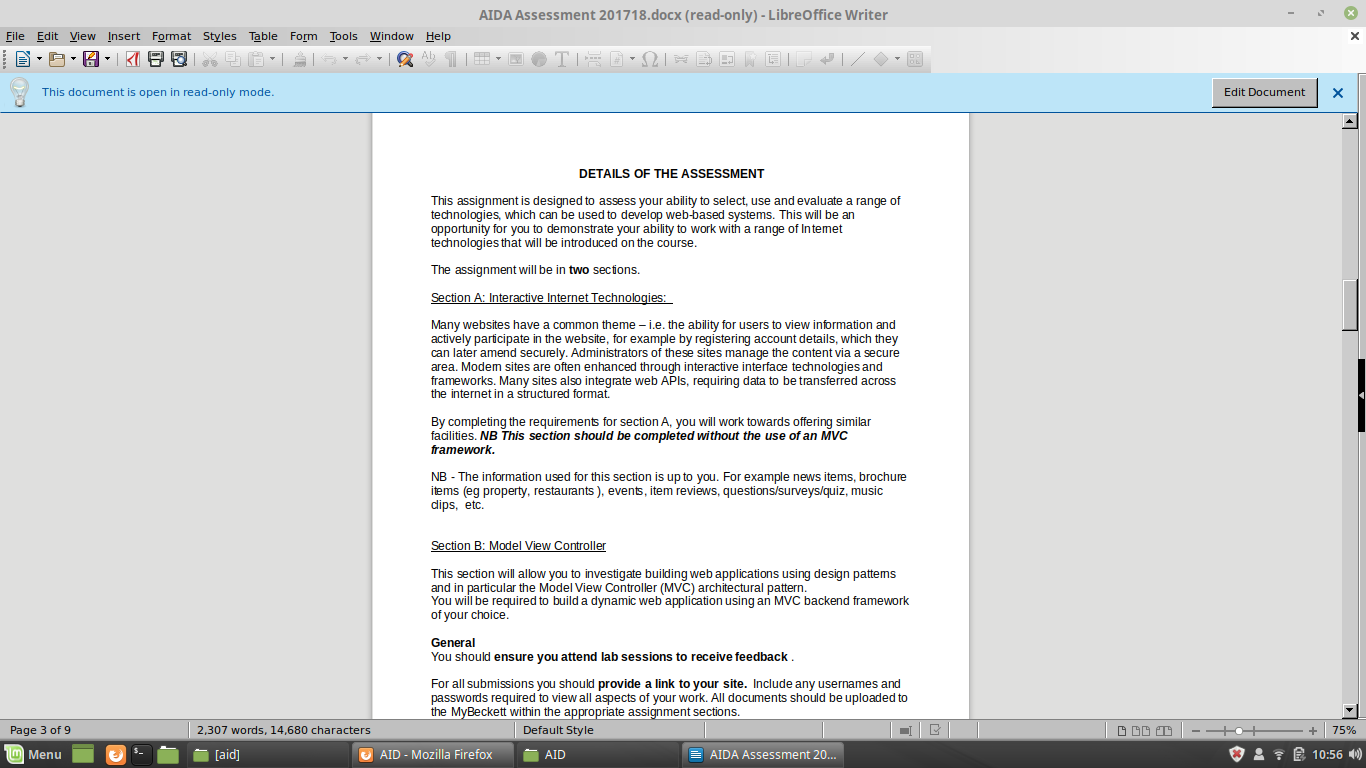 AIDA Assessment 201718.docx (read-only) - LibreOffice Writer
File Edit View Insert Format Styles Table Form Tools Window Help
This document is open in read-only mode.
Edit Document
DETAILS OF THE ASSESSMENT
This assignment is designed to assess your ability to select, use and evaluate a range of
technologies, which can be used to develop web-based systems. This will be an
opportunity for you to demonstrate your ability to work with a range of Internet
technologies that will be introduced on the course.
The assignment will be in two sections.
Section A: Interactive Internet Technologies:
Many websites have a common theme – i.e. the ability for users to view information and
actively participate in the website, for example by registering account details, which they
can later amend securely. Administrators of these sites manage the content via a secure
area. Modern sites are often enhanced through interactive interface technologies and
frameworks. Many sites also integrate web APIs, requiring data to be transferred across
the internet in a structured format.
By completing the requirements for section A, you will work towards offering similar
facilities. NB This section should be completed without the use of an MVC
framework.
NB - The information used for this section is up to you. For example news items, brochure
items (eg property, restaurants ), events, item reviews, questions/surveys/quiz, music
clips, etc.
Section B: Model View Controller
This section will allow you to investigate building web applications using design patterns
and in particular the Model View Controller (MVC) architectural pattern.
You will be required to build a dynamic web application using an MVC backend framework
of your choice.
General
You should ensure you attend lab sessions to receive feedback .
For all submissions you should provide a link to your site. Include any usernames and
passwords required to view all aspects of your work. All documents should be uploaded to
the MyBeckett within the appropriate assignment sections.
Page 3 of 9
2,307 words, 14,680 characters
Default Style
75%
Menu
[aid]
AID - Mozilla Firefox
AID
AIDA Assessment 20...
10:56